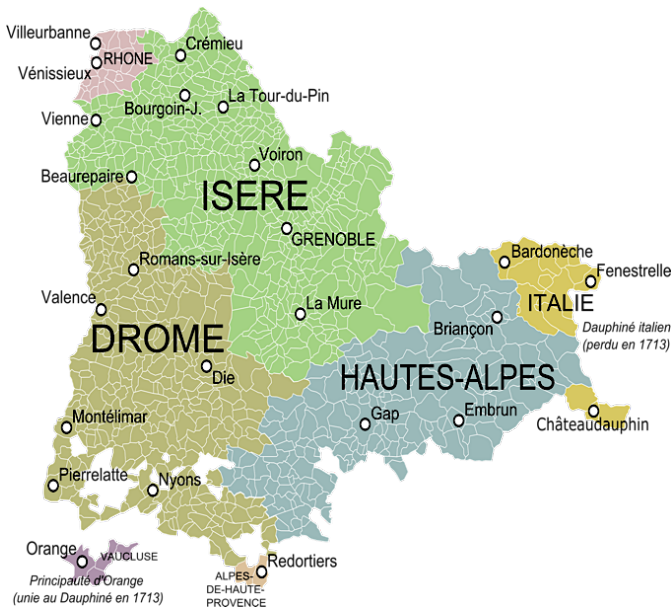 Villeurbanne
Crémieu
RHONE
Vénissieux
Bourgoin-J.
La Tour-du-Pin
Vienne
Voiron
Beaurepaire
ISERE
GRENOBLE
Romans-sur-Isère
Bardonèche
Fenestrelle
Valence
La Mure
ITALIE
Briançon
Dauphiné italien
(perdu en 1713)
DROME
Die
HAUTES-ALPES
Montélimar
Gap
Embrun
Châteaudauphin
Pierrelatte
Nyons
Orange
VAUCLUSE
Redortiers
Principauté d'Orange
(unie au Dauphiné en 1713)
ALPES-
DE-HAUTE-
PROVENCE